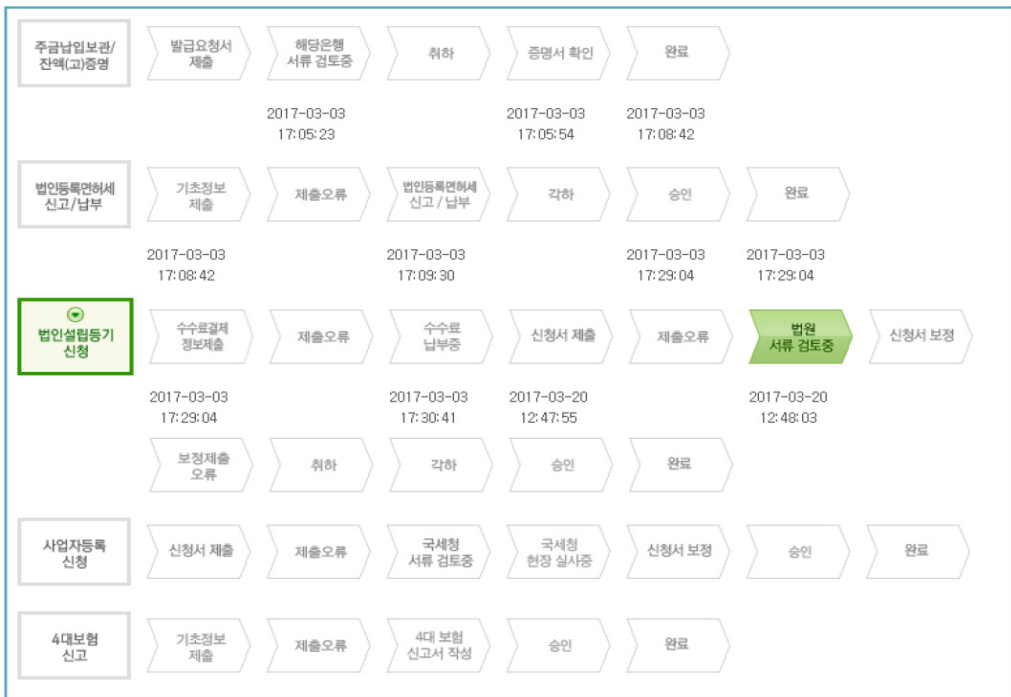 주금납입보관/
잔액(고)증명
발급요청서
제출
해당은행
서류 검토중
취하
증명서 확인
완료
2017-03-03
17:05:23
2017-03-03
17:05:54
2017-03-03
17:08:42
법인등록면허세
신고/납부
기초정보
제출
제출오류
법인등록면허세
신고 / 납부
각하
승인
완료
2017-03-03
17:08:42
2017-03-03
17:09:30
2017-03-03
17:29:04
2017-03-03
17:29:04
법인설립등기
신청
수수료결제
정보제출
제출오류
수수료
납부중
신청서 제출
제출오류
법원
서류 검토중
신청서 보정
2017-03-03
17:29:04
2017-03-03
17:30:41
2017-03-20
12:47:55
2017-03-20
12:48:03
보정제출
오류
취하
각하
승인
완료
사업자등록
신청
신청서 제출
제출오류
국세청
서류 검토중
국세청
현장 실사중
신청서 보정
승인
완료
4대보험
신고
기초정보
제출
제출오류
4대 보험
신고서 작성
승인
완료